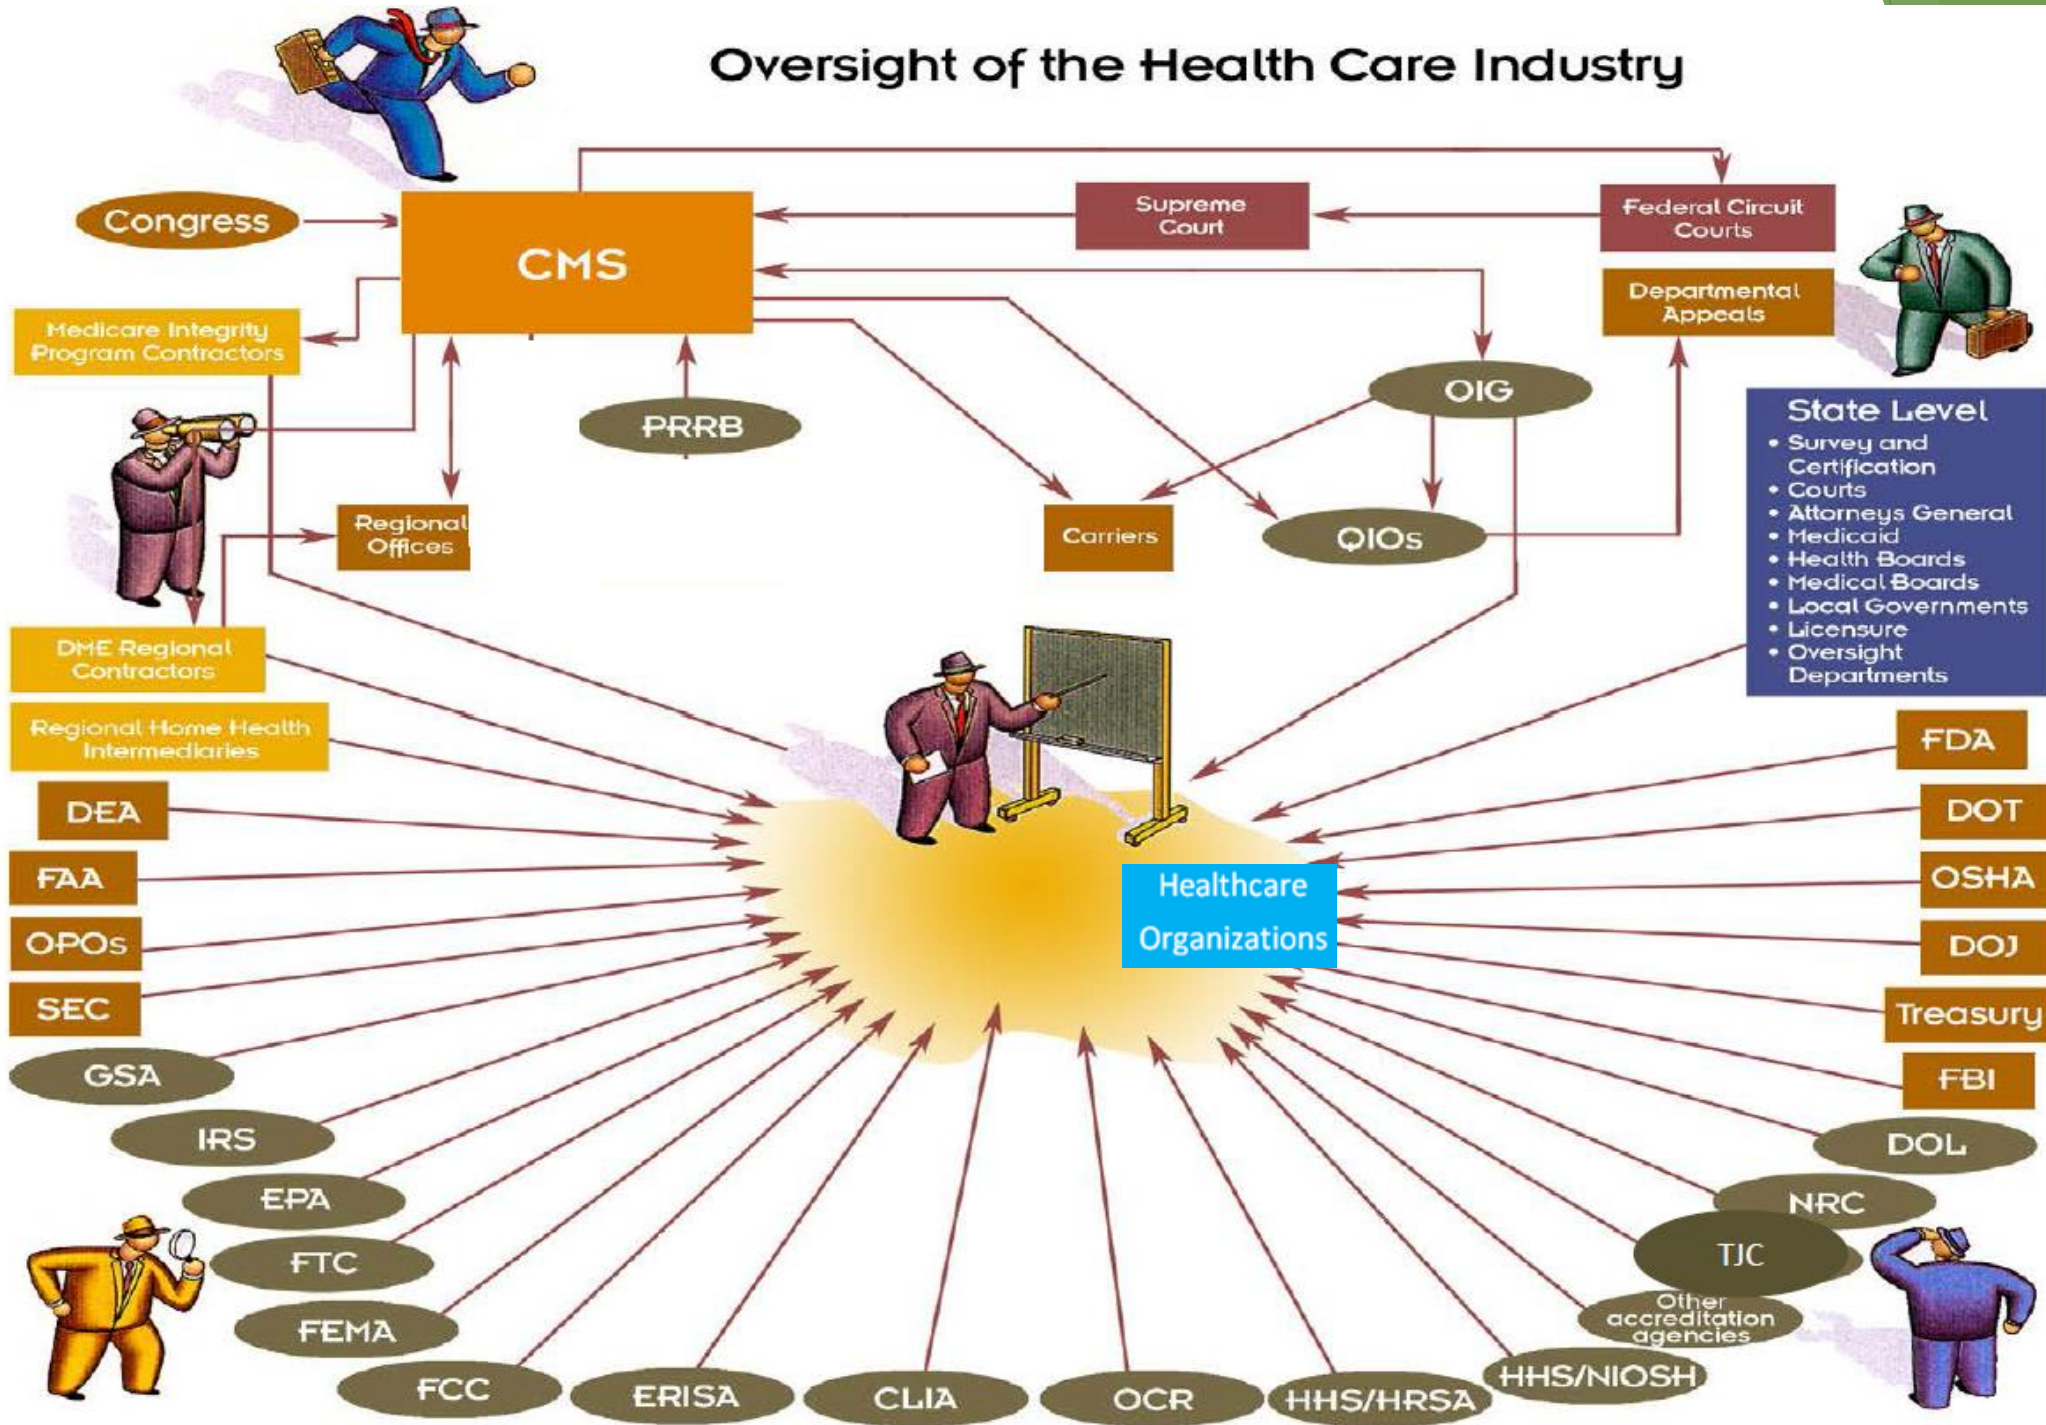 Oversight of the Health Care Industry
Congress
CMS
Supreme
Court
Federal Circuit
Courts
Departmental
Appeals
Medicare Integrity
Program Contractors
PRRB
OIG
State Level
• Survey and
Certification
• Courts
• Attorneys General
• Medicaid
• Health Boards
• Medical Boards
• Local Governments
• Licensure
• Oversight
Departments
Regional
Offices
Carriers
QIOs
DME Regional
Contractors
Regional Home Health
Intermediaries
DEA
FAA
OPOs
SEC
GSA
IRS
EPA
FTC
FEMA
FCC
ERISA
CLIA
OCR
HHS/HRSA
HHS/NIOSH
Other
accreditation
agencies
TJC
NRC
DOL
FBI
Treasury
DOJ
OSHA
DOT
FDA
Healthcare
Organizations